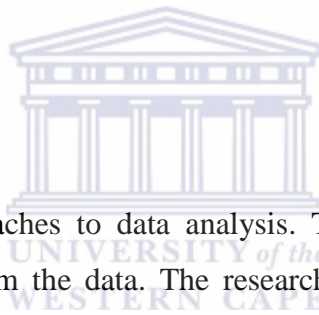 aches to data analysis. T
UNIVERSITY of the
m the data. The research
WESTERN CAPE